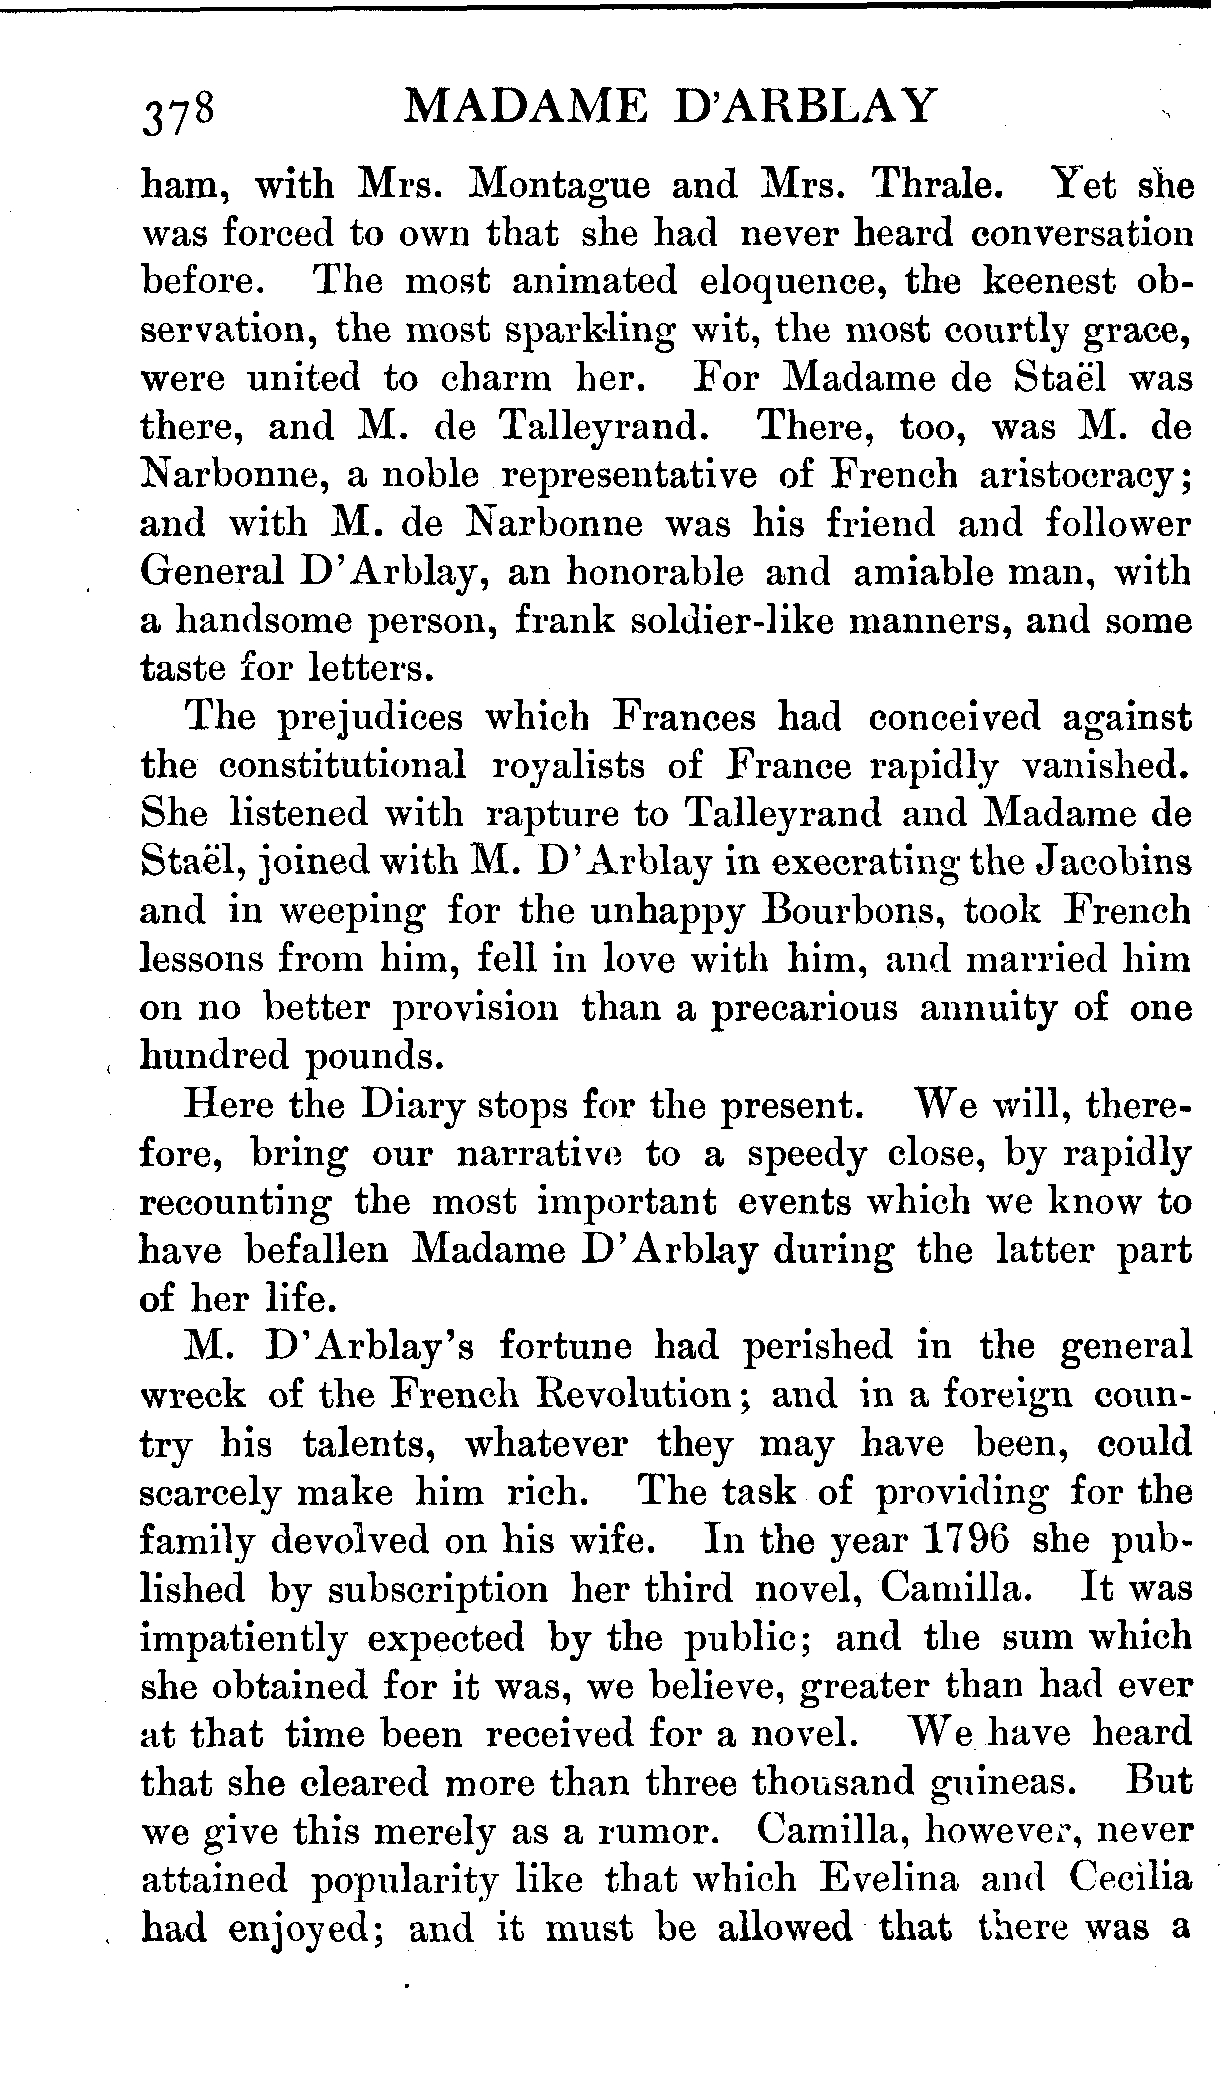 378 MADAME D'ARBLAY
ham, with Mrs. Montague and Mrs. Thrale. Yet she
was forced to own that she had never heard conversation
before. The most animated eloquence, the keenest ob-
servation, the most sparkling wit, the most courtly grace,
were united to charm her. For Madame de Staël was
there, and M. de Talleyrand. There, too, was M. de
Narbonne, a noble representative of French aristocracy;
and with M. de Narbonne was his friend and follower
General D'Arblay, an honorable and amiable man, with
a handsome person, frank soldier-like manners, and some
taste for letters.
The prejudices which Frances had conceived against
the constitutional royalists of France rapidly vanished.
She listened with rapture to Talleyrand and Madame de
Staël, joined with M. D'Arblay in execrating the Jacobins
and in weeping for the unhappy Bourbons, took French
lessons from him, fell in love with him, and married him
on no better provision than a precarious annuity of one
hundred pounds.
Here the Diary stops for the present. We will, there-
fore, bring our narrative to a speedy close, by rapidly
recounting the most important events which we know to
have befallen Madame D'Arblay during the latter part
of her life.
M. D'Arblay's fortune had perished in the general
wreck of the French Revolution; and in a foreign coun-
try his talents, whatever they may have been, could
scarcely make him rich. The task of providing for the
family devolved on his wife. In the year 1796 she pub-
lished by subscription her third novel, Camilla. It was
impatiently expected by the public; and the sum which
she obtained for it was, we believe, greater than had ever
at that time been received for a novel. We have heard
that she cleared more than three thousand guineas. But
we give this merely as a rumor. Camilla, however, never
attained popularity like that which Evelina and Cecilia
had enjoyed; and it must be allowed that there was a